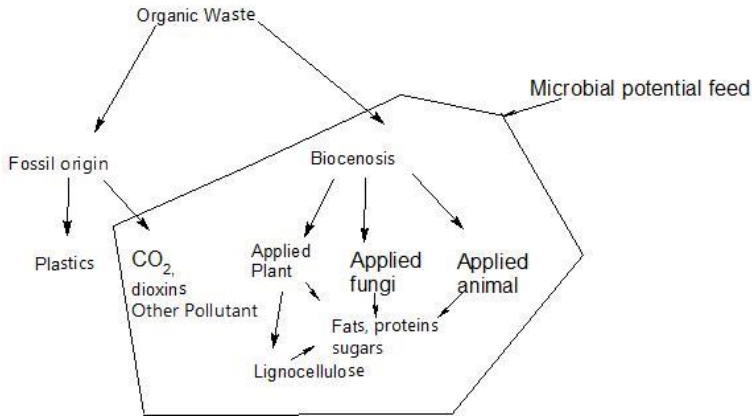 Organic Waste
Microbial potential feed
Fossil origin
Biocenosis
Plastics
CO2,
dioxins
Other Pollutant
Applied
Plant
Applied
fungi
Applied
animal
Fats, proteins
sugars
Lignocellulose